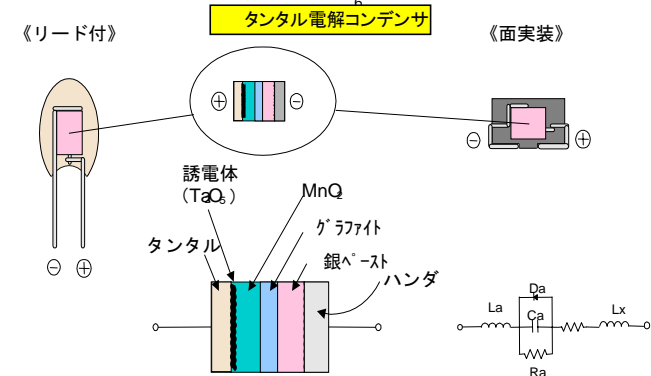 6
タンタル電解コンデンサ
《リード付》
《面実装》
⊕ ⊖
⊖ ⊕
誘電体
(Ta2O5)
MnO2
グラファイト
タンタル
銀ペースト
ハンダ
⊖ ⊕
Da
La
Ca
Lx
Ra